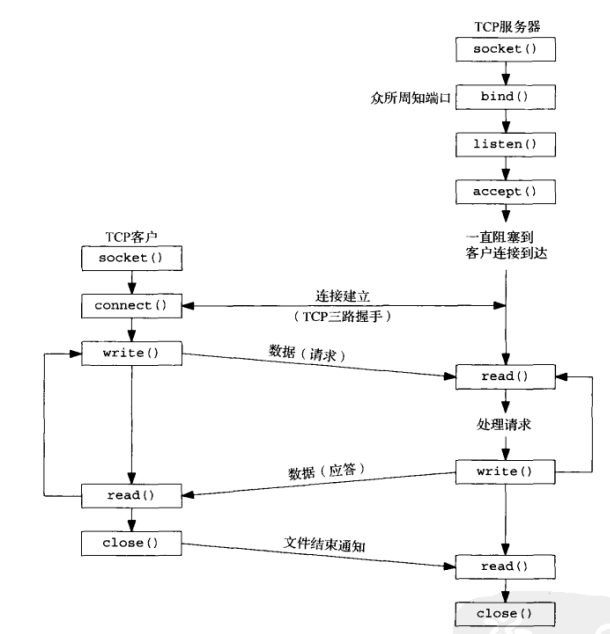 TCP服务器
socket()
众所周知端口
bind()
listen()
accept()
一直阻塞到
客户连接到达
TCP客户
socket()
connect()
连接建立
（TCP三路握手）
write()
数据（请求）
read()
处理请求
数据（应答）
write()
read()
close()
文件结束通知
read()
close()